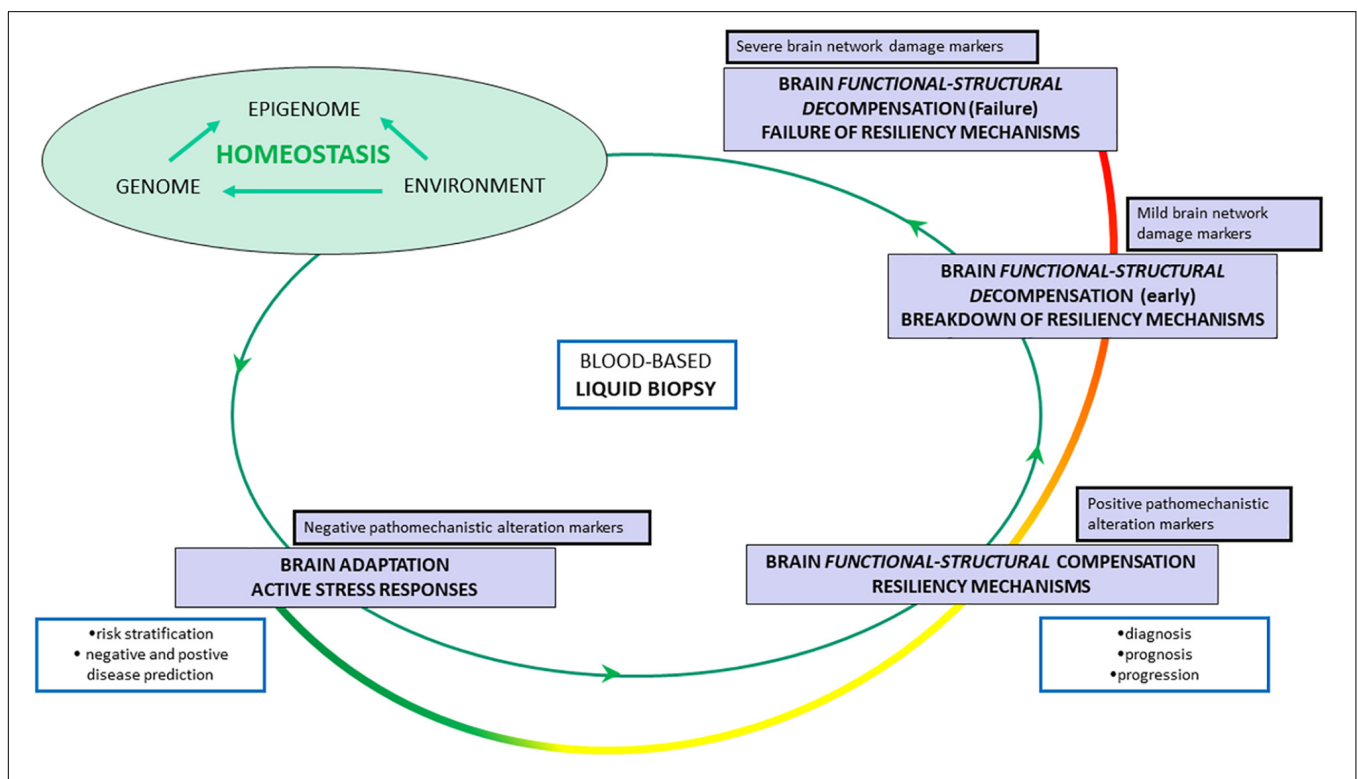 Severe brain network damage markers
BRAIN FUNCTIONAL-STRUCTURAL
DECOMPENSATION (Failure)
FAILURE OF RESILIENCY MECHANISMS
EPIGENOME
HOMEOSTASIS
GENOME
ENVIRONMENT
Mild brain network
damage markers
BRAIN FUNCTIONAL-STRUCTURAL
DECOMPENSATION (early)
BREAKDOWN OF RESILIENCY MECHANISMS
BLOOD-BASED
LIQUID BIOPSY
Negative pathomechanistic alteration markers
BRAIN ADAPTATION
ACTIVE STRESS RESPONSES
Positive pathomechanistic
alteration markers
BRAIN FUNCTIONAL-STRUCTURAL COMPENSATION
RESILIENCY MECHANISMS
•risk stratification
• negative and postive
disease prediction
•diagnosis
•prognosis
•progression